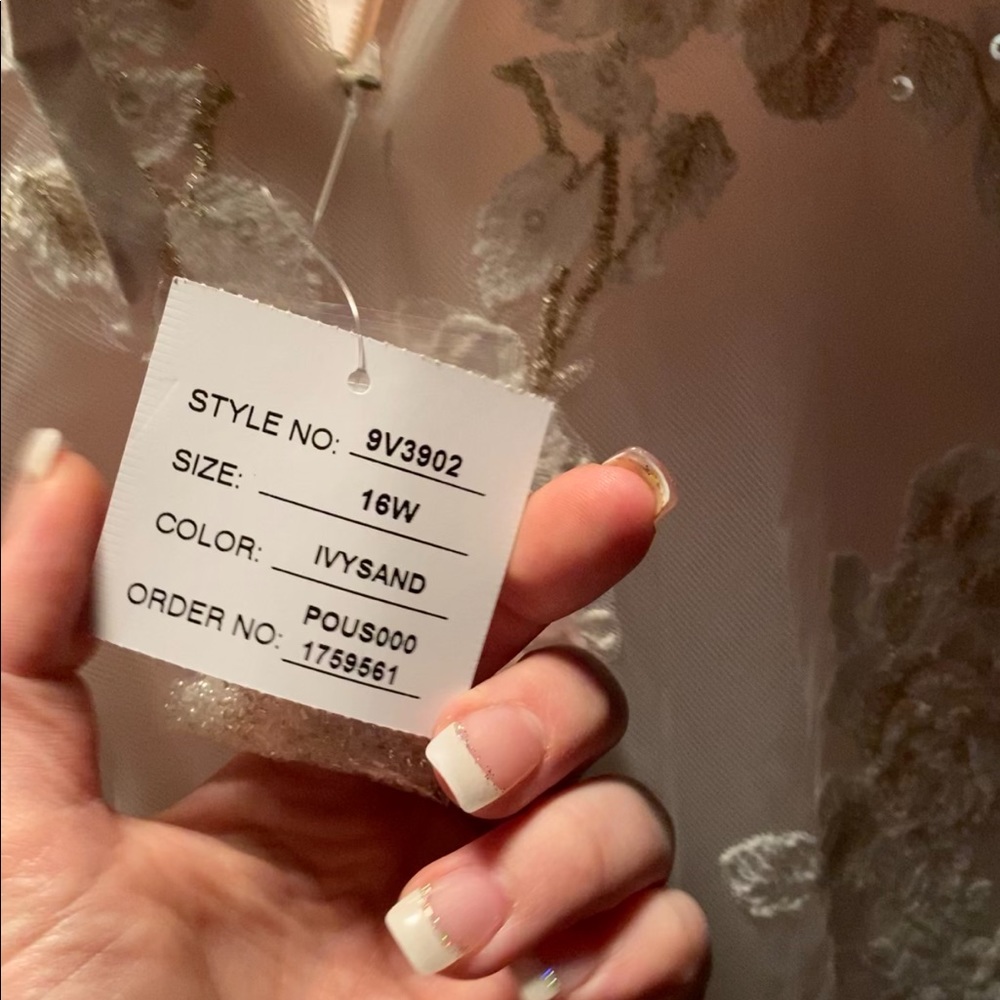 STYLE NO: 9V3902
SIZE: 16W
COLOR: IVYSAND
ORDER NO: POUS000
1759561